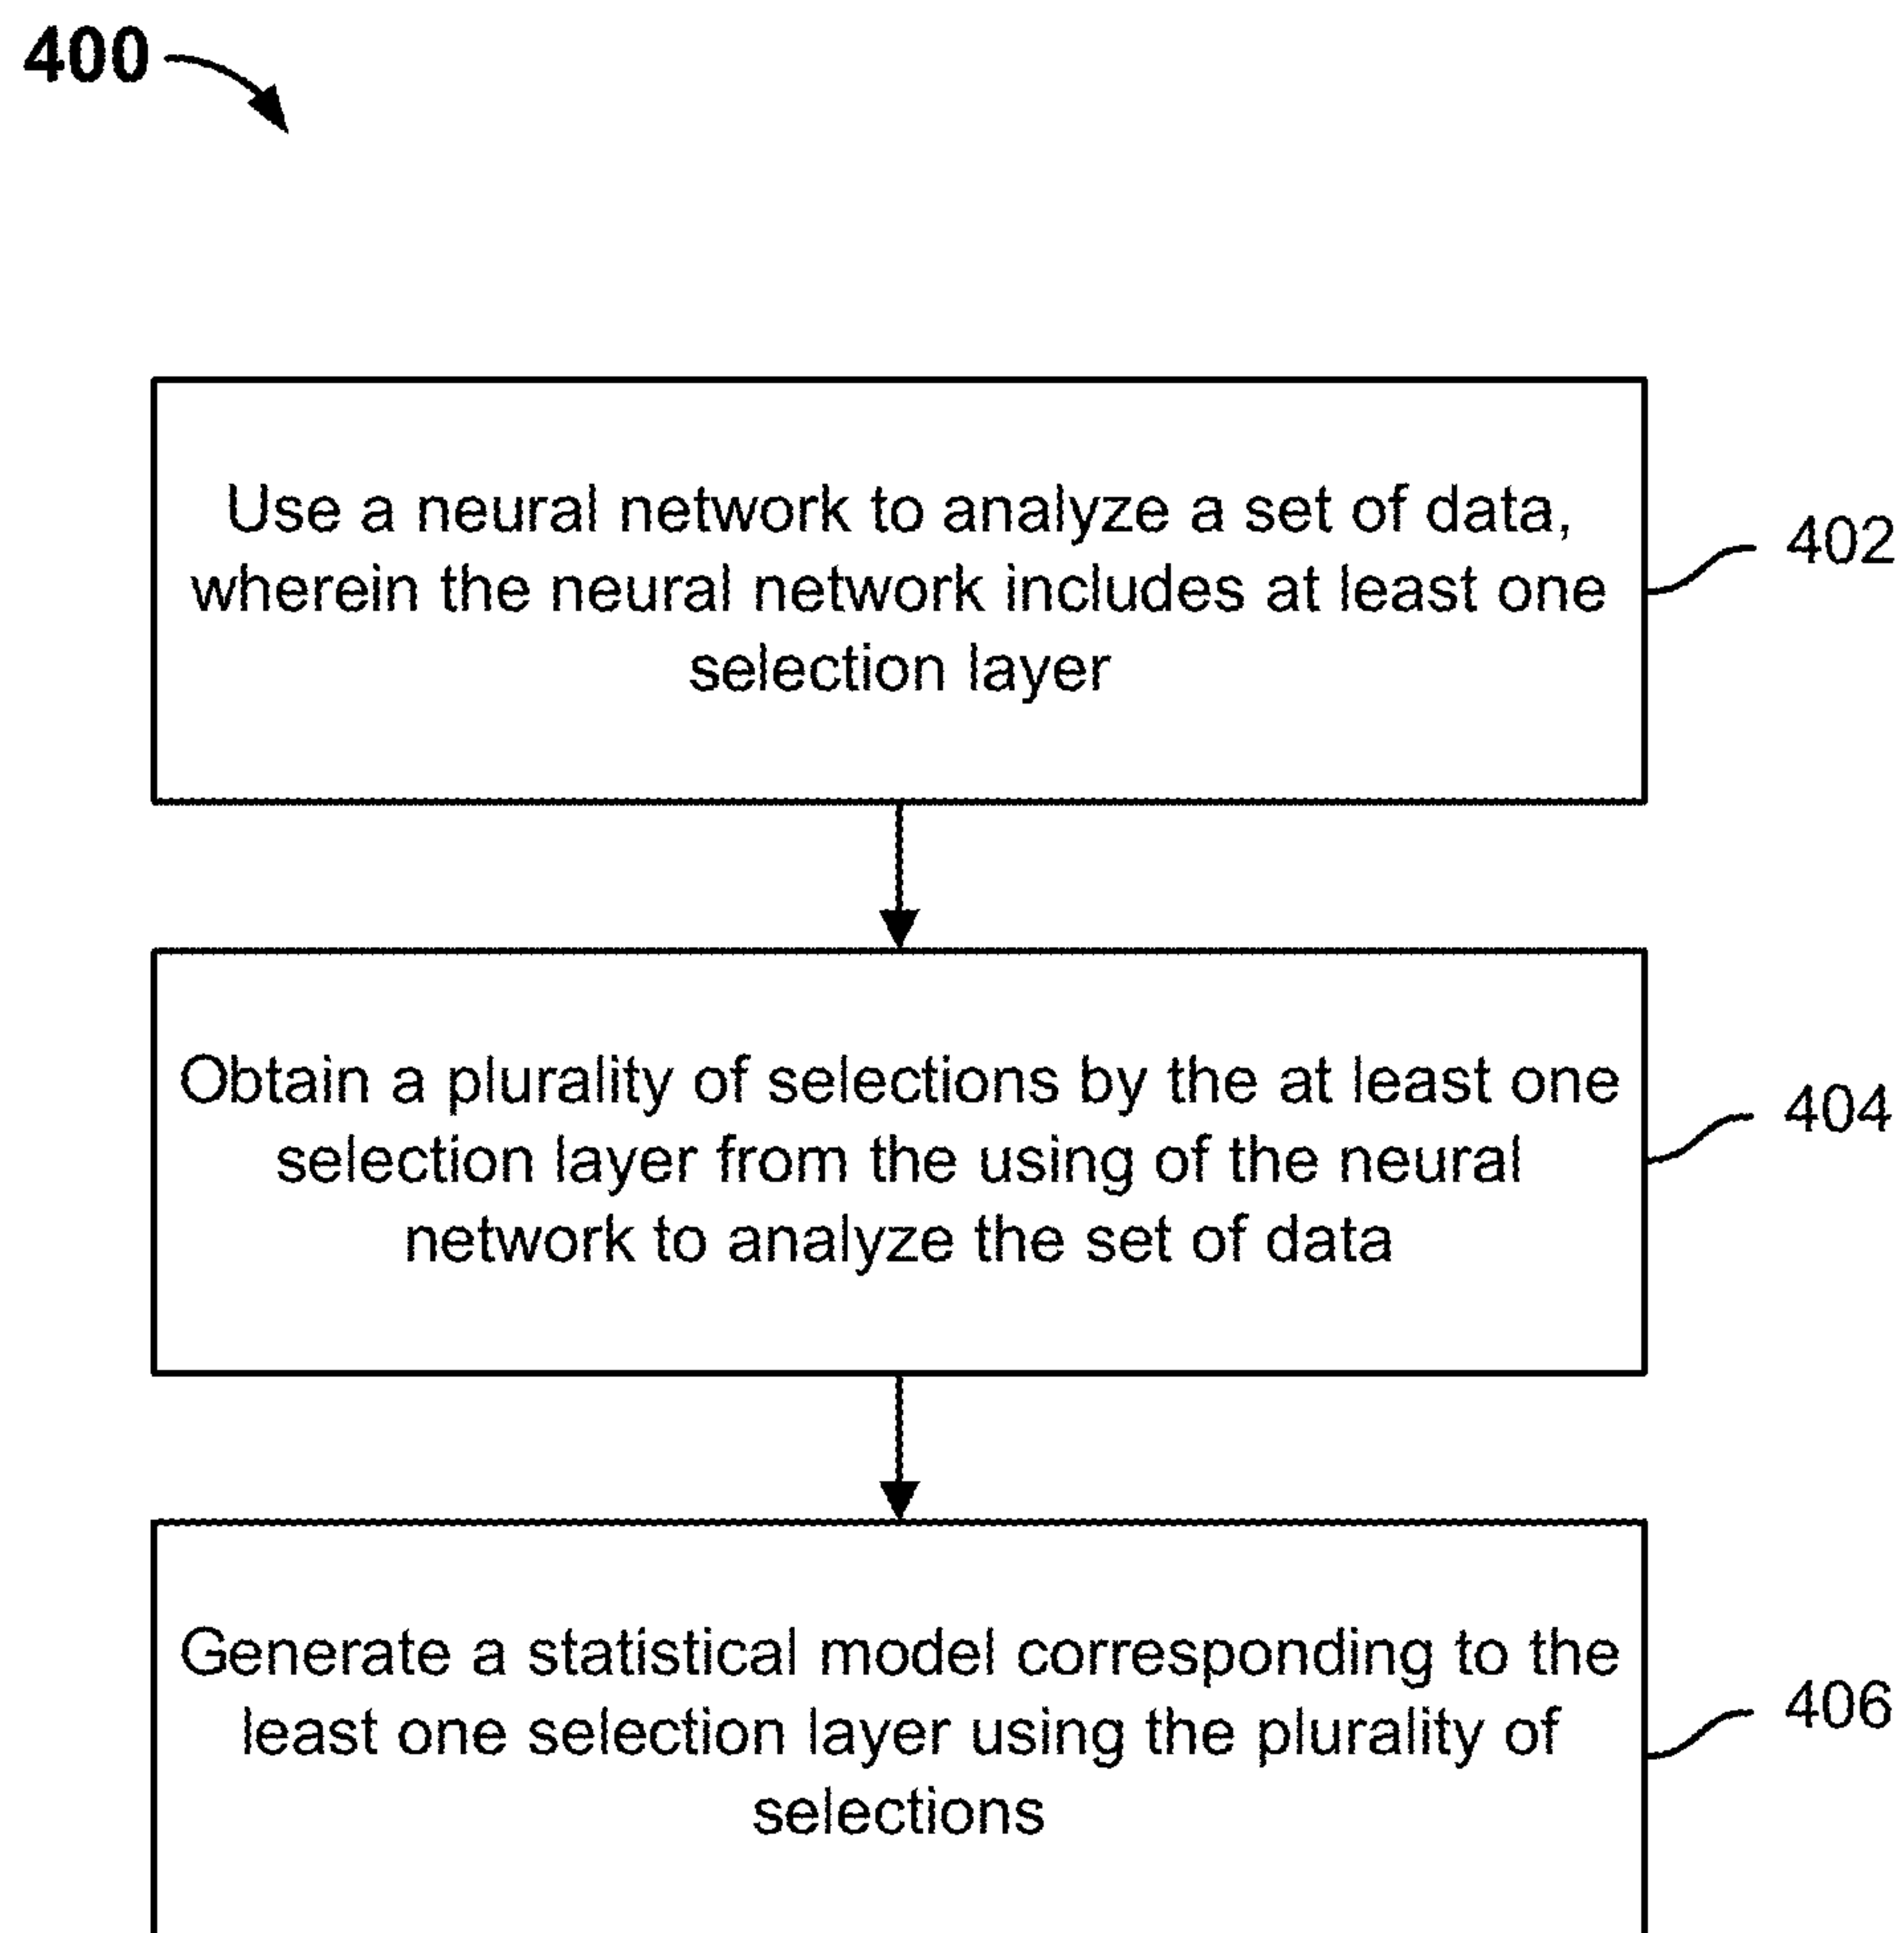 400
Use a neural network to analyze a set of data,
wherein the neural network includes at least one
selection layer
402
Obtain a plurality of selections by the at least one
selection layer from the using of the neural
network to analyze the set of data
404
Generate a statistical model corresponding to the
least one selection layer using the plurality of
selections
406